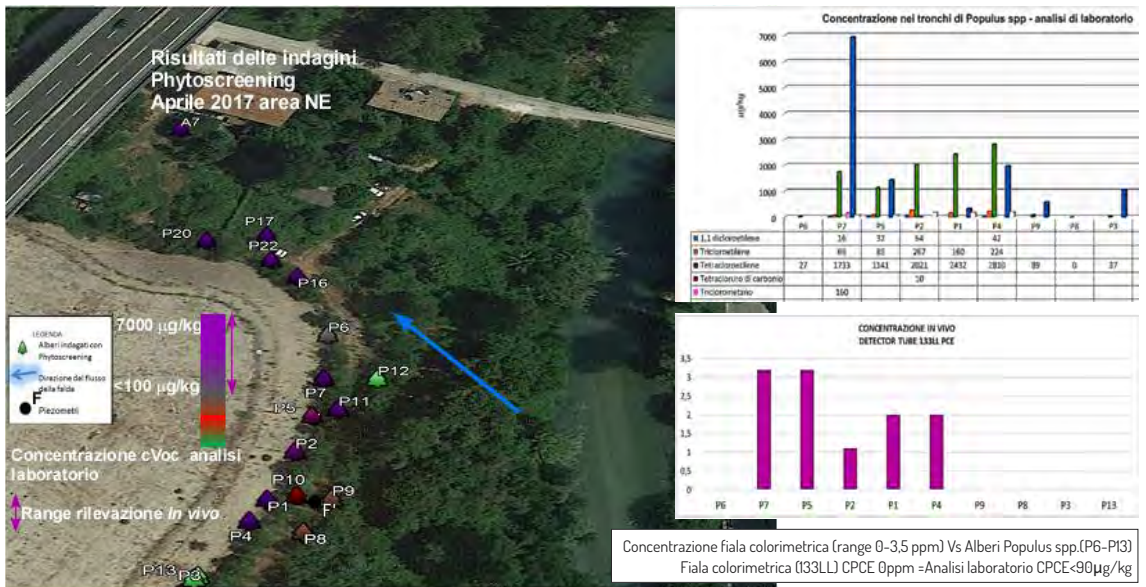 Risultati delle indagini
Phytoscreening
Aprile 2017 area NE
A7
P17
P20
P22
P16
P6
P12
P7
P11
P5
P2
P10
P9
P1
F'
P4
P8
P13
P3
LEGENDA
Alberi indagati con
Phytoscreening
Direzione del flusso
della falda
F
Piezometri
7000 µg/kg
<100 µg/kg
Concentrazione cVoc analisi
laboratorio
Range rilevazione In vivo
Concentrazione nei tronchi di Populus spp - analisi di laboratorio
µg/kg
7000
6000
5000
4000
3000
2000
1000
0
P6 P7 P5 P2 P1 P4 P9 P8 P3
1,1 dicloroetilene 16 32 64 42
Tricloroetilene 66 267 160 224
Tetracloroetilene 27 1733 1141 2021 2432 2810 89 0 37
Tetracloruro di carbonio 10
Triclorometano 160
CONCENTRAZIONE IN VIVO
DETECTOR TUBE 133LL PCE
3,5
3
2,5
2
1,5
1
0,5
0
P6 P7 P5 P2 P1 P4 P9 P8 P3 P13
Concentrazione fiala colorimetrica (range 0-3,5 ppm) Vs Alberi Populus spp.(P6-P13)
Fiala colorimetrica (133LL) CPCE 0ppm =Analisi laboratorio CPCE<90µg/kg